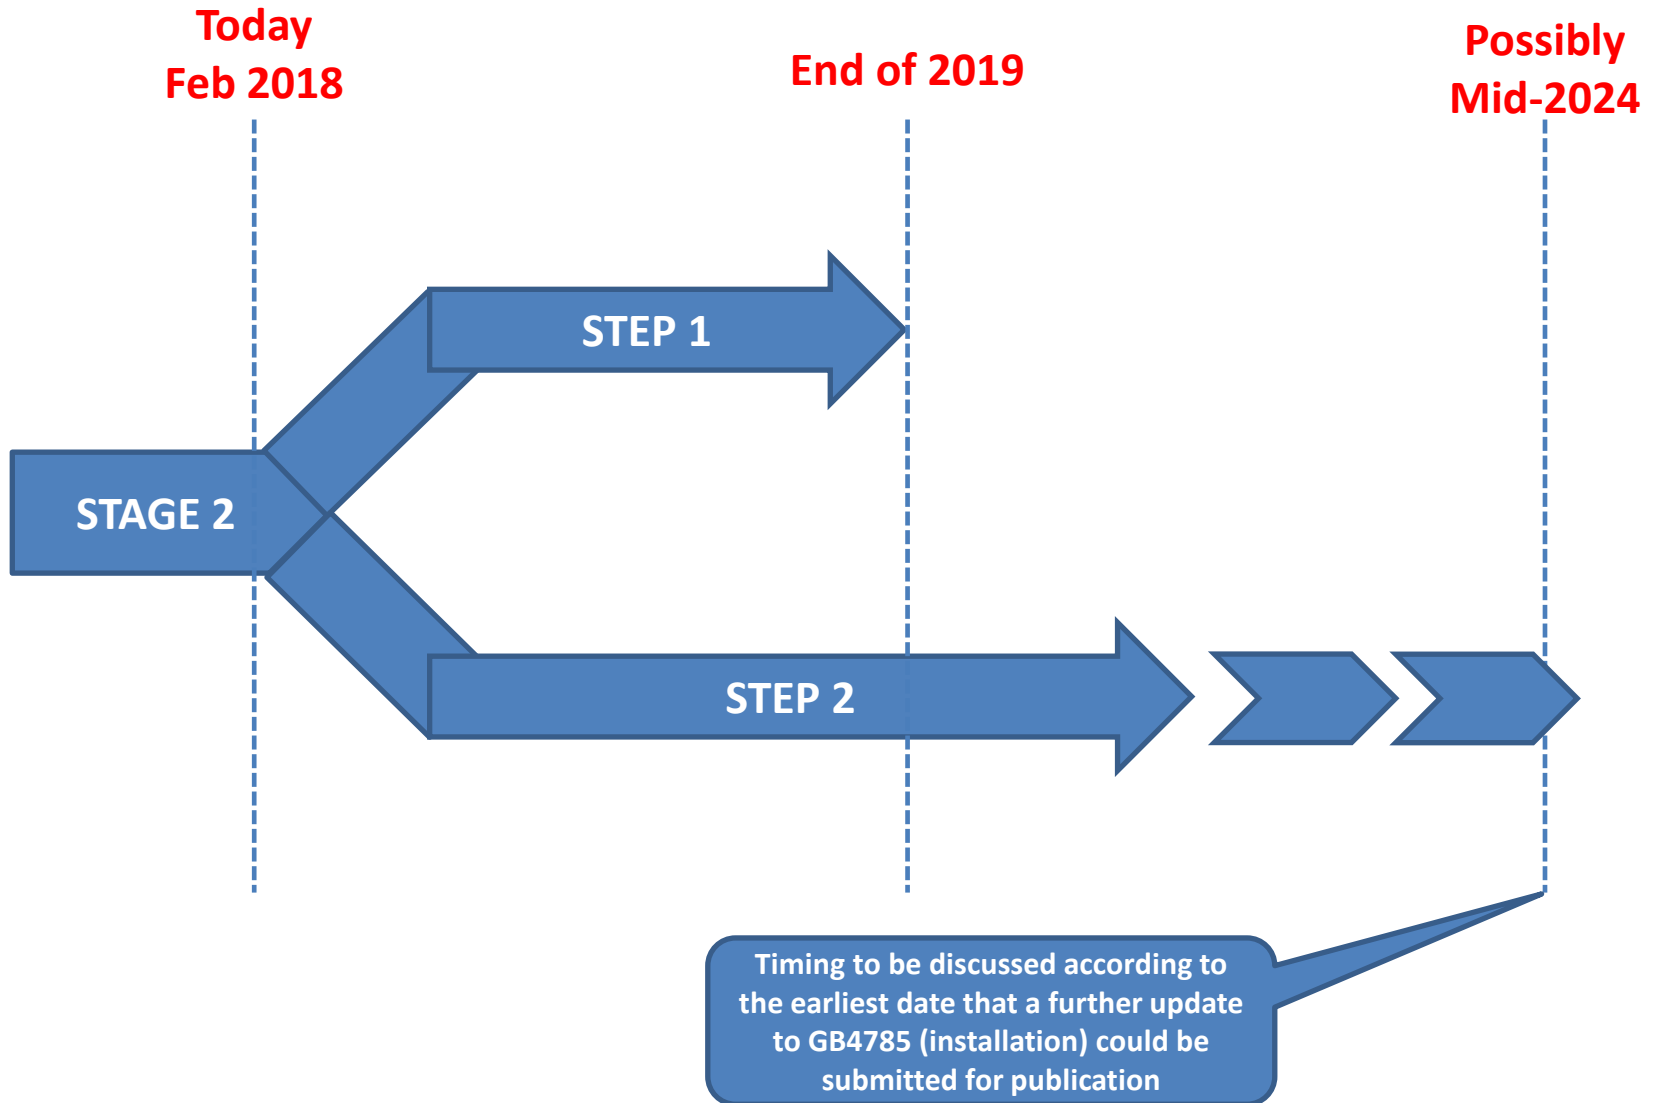 Today
Feb 2018
End of 2019
Possibly
Mid-2024
STEP 1
STAGE 2
STEP 2
Timing to be discussed according to
the earliest date that a further update
to GB4785 (installation) could be
submitted for publication